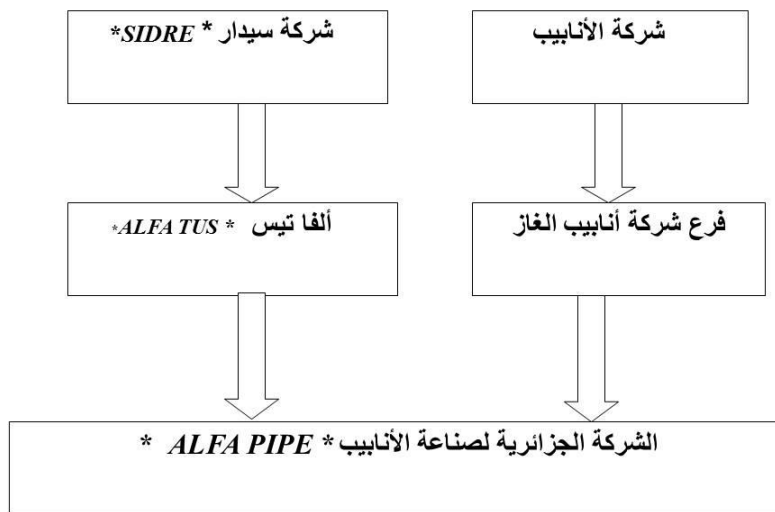 شركة الأنابيب
شركة سيدار * SIDRE*
فرع شركة أنابيب الغاز
ألفا تيس * ALFA TUS*
الشركة الجزائرية لصناعة الأنابيب * ALFA PIPE *